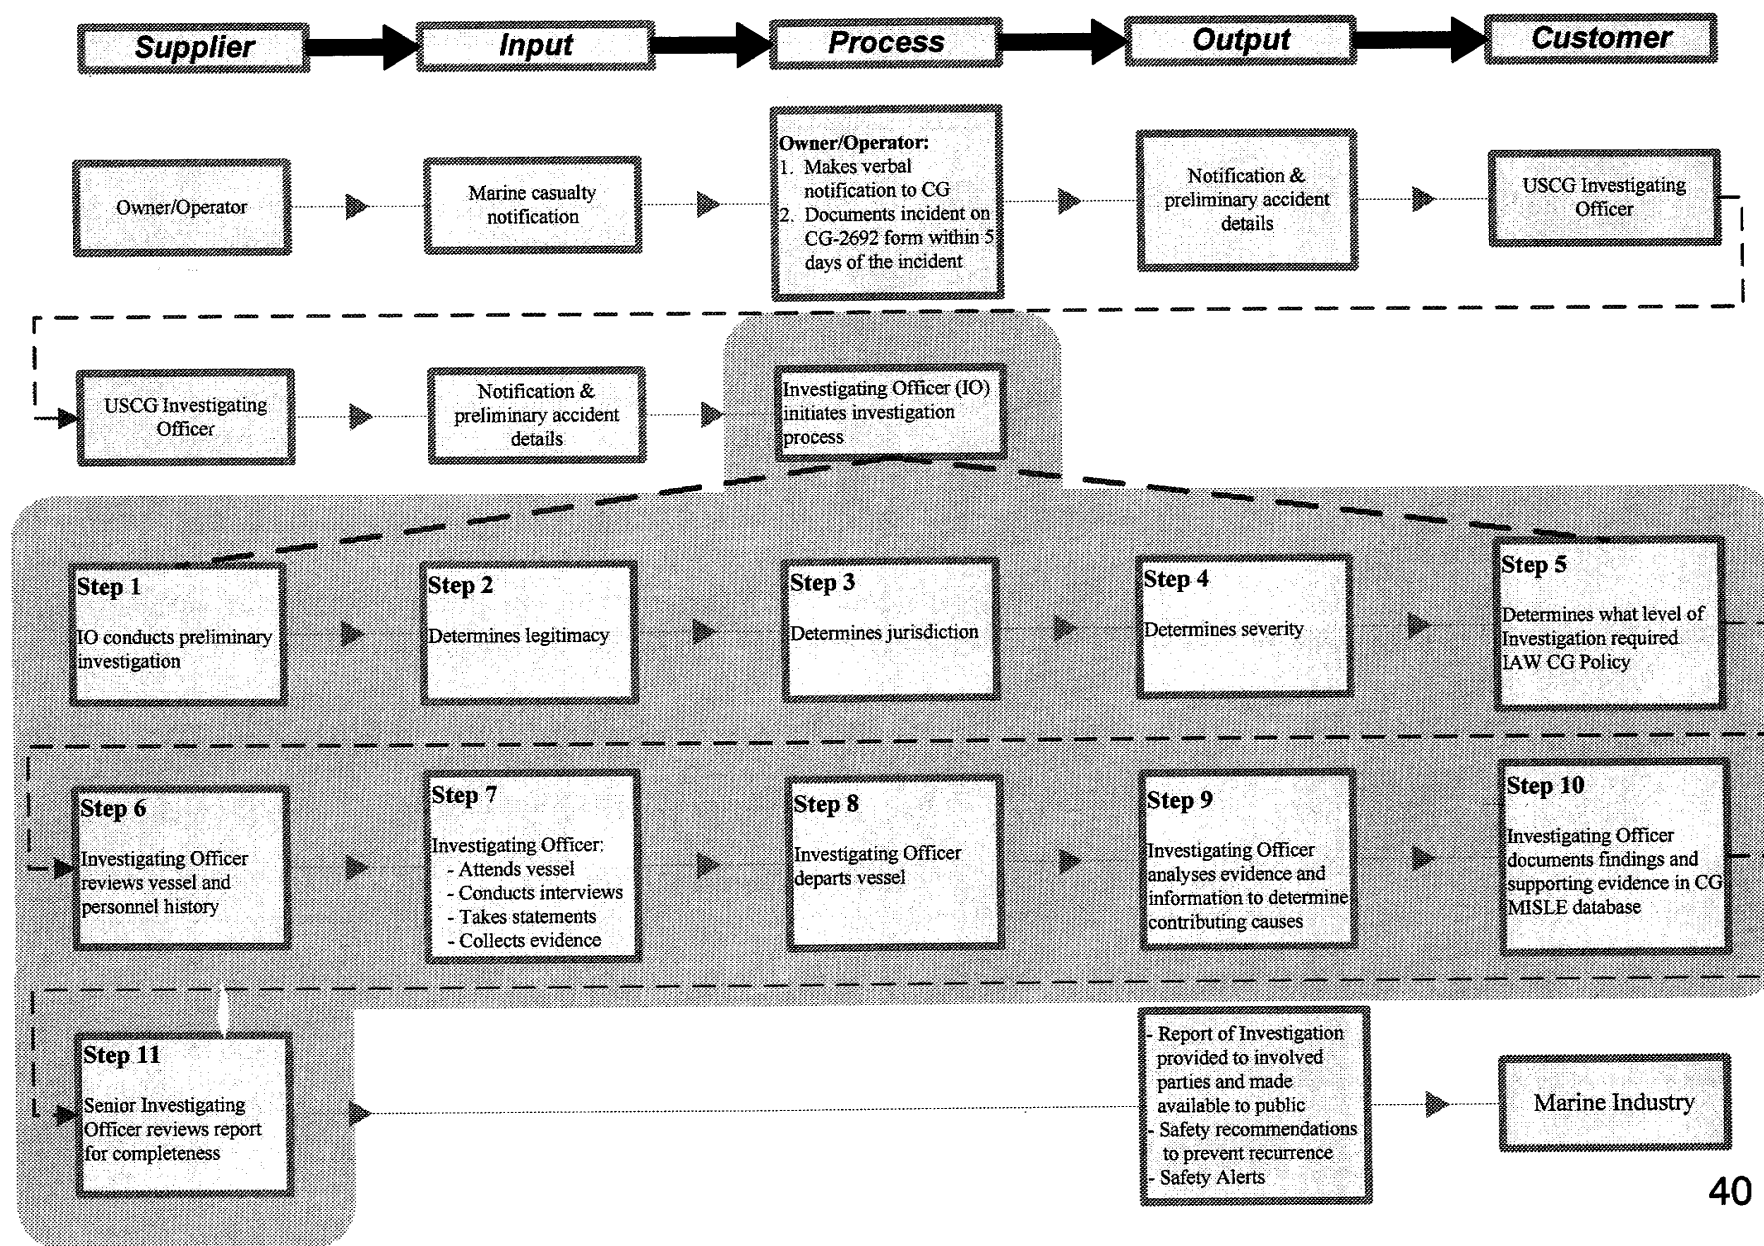 Supplier
Input
Process
Output
Customer
Owner/Operator
Marine casualty
notification
Owner/Operator:
1. Makes verbal
notification to CG
2. Documents incident on
CG-2692 form within 5
days of the incident
Notification &
preliminary accident
details
USCG Investigating
Officer
USCG Investigating
Officer
Notification &
preliminary accident
details
Investigating Officer (IO)
initiates investigation
process
Step 1
IO conducts preliminary
investigation
Step 2
Determines legitimacy
Step 3
Determines jurisdiction
Step 4
Determines severity
Step 5
Determines what level of
Investigation required
IAW CG Policy
Step 6
Investigating Officer
reviews vessel and
personnel history
Step 7
Investigating Officer:
- Attends vessel
- Conducts interviews
- Takes statements
- Collects evidence
Step 8
Investigating Officer
departs vessel
Step 9
Investigating Officer
analyses evidence and
information to determine
contributing causes
Step 10
Investigating Officer
documents findings and
supporting evidence in CG
MISLE database
Step 11
Senior Investigating
Officer reviews report
for completeness
- Report of Investigation
provided to involved
parties and made
available to public
- Safety recommendations
to prevent recurrence
- Safety Alerts
Marine Industry
40